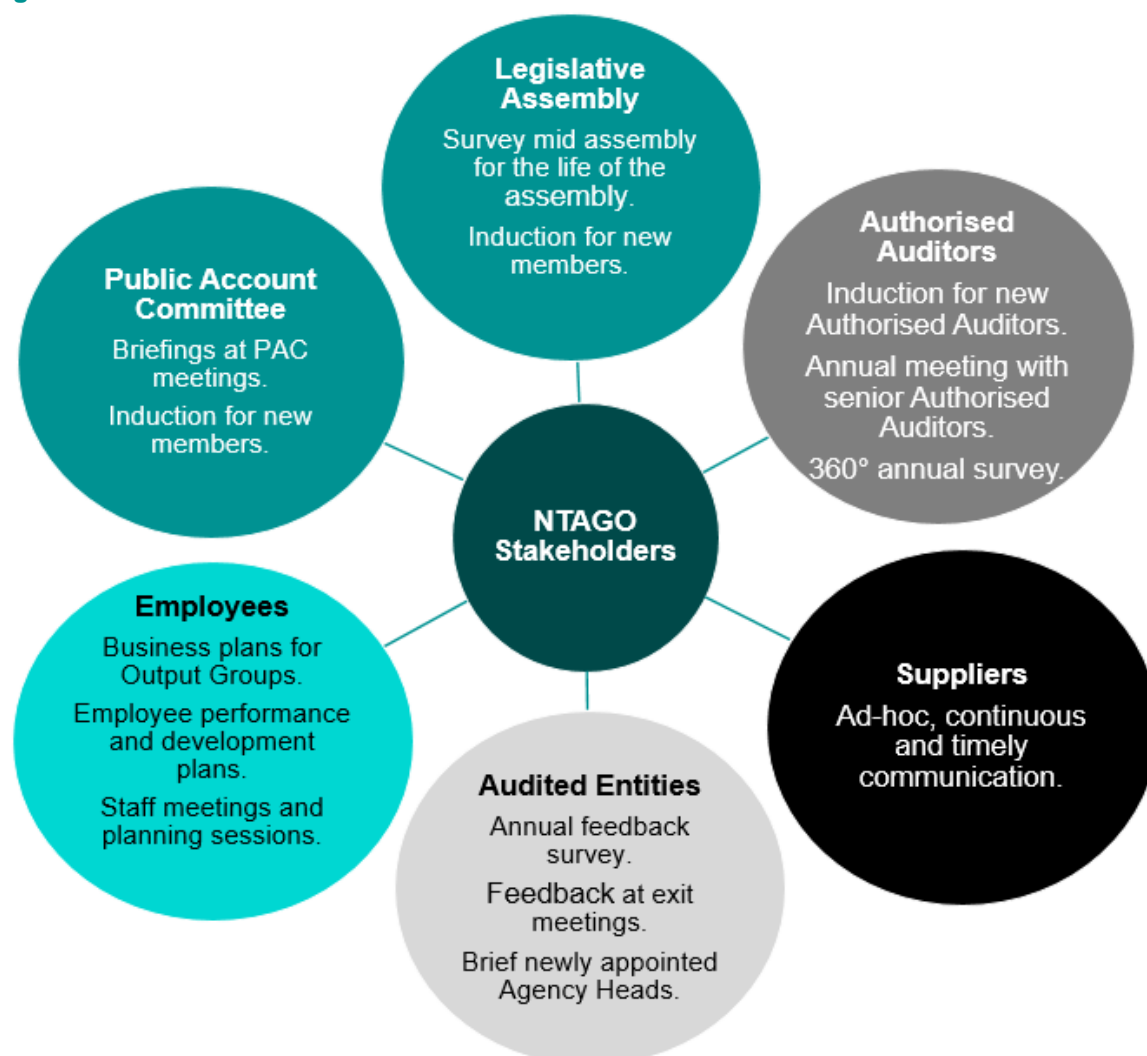 Legislative
Assembly
Survey mid assembly
for the life of the
assembly.
Induction for new
members.
Authorised
Auditors
Induction for new
Authorised Auditors.
Annual meeting with
senior Authorised
Auditors.
360° annual survey.
Public Account
Committee
Briefings at PAC
meetings.
Induction for new
members.
NTAGO
Stakeholders
Employees
Business plans for
Output Groups.
Employee performance
and development
plans.
Staff meetings and
planning sessions.
Suppliers
Ad-hoc, continuous
and timely
communication.
Audited Entities
Annual feedback
survey.
Feedback at exit
meetings.
Brief newly appointed
Agency Heads.